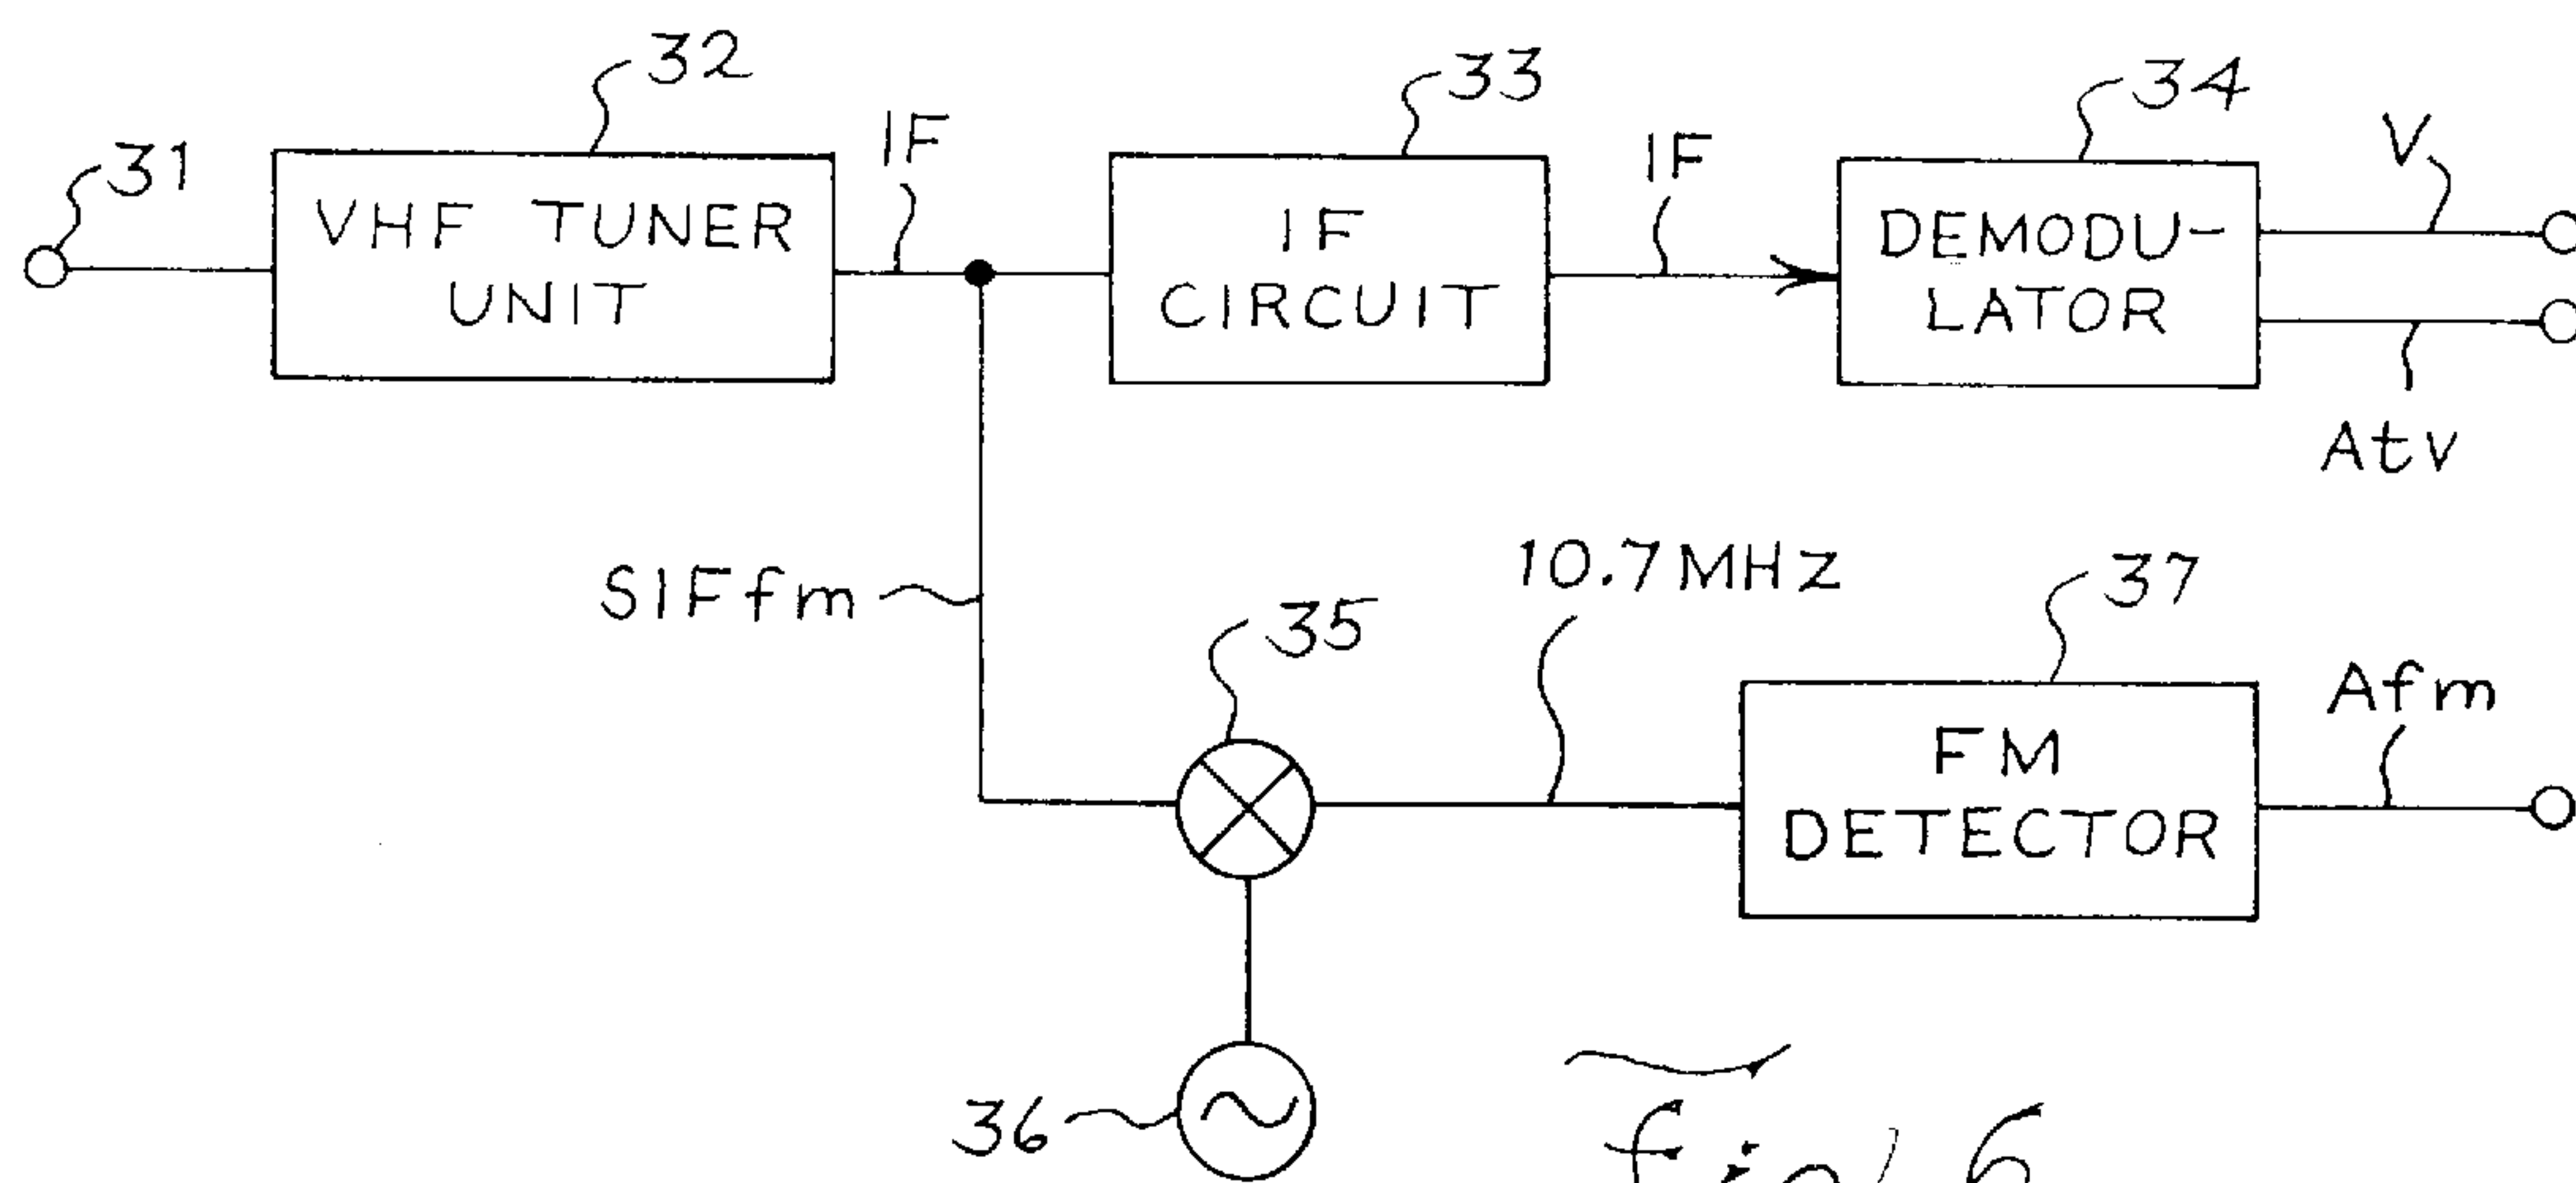 32
33
34
31
IF
IF
V
VHF TUNER
UNIT
IF
CIRCUIT
DEMODU-
LATOR
Atv
SIFfm
10.7MHz
35
37
Afm
FM
DETECTOR
36
fig. 6